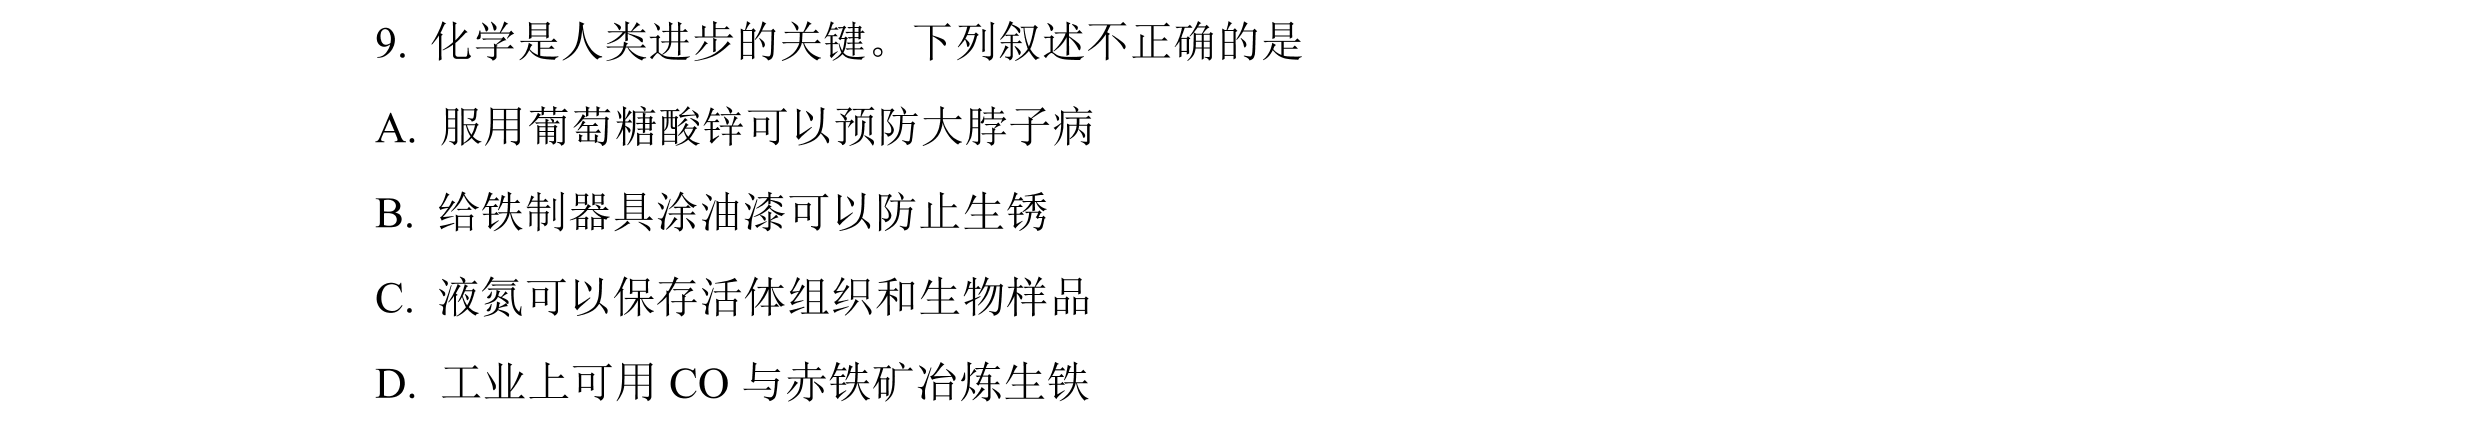 9. 化学是人类进步的关键。下列叙述不正确的是
A. 服用葡萄糖酸锌可以预防大脖子病
B. 给铁制器具涂油漆可以防止生锈
C. 液氮可以保存活体组织和生物样品
D. 工业上可用 CO 与赤铁矿冶炼生铁